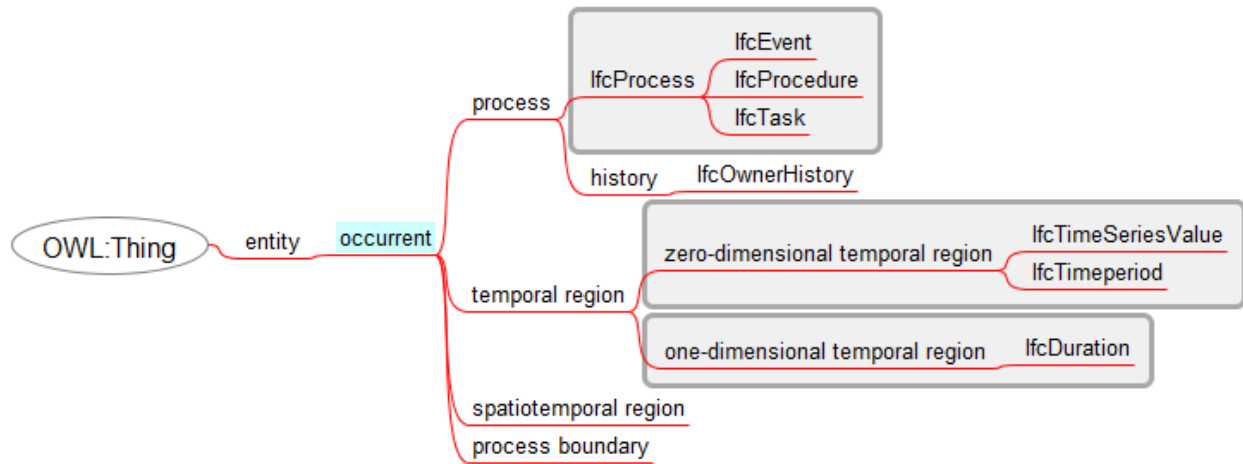 IfcEvent
IfcProcess
IfcProcedure
IfcTask
process
history
IfcOwnerHistory
OWL:Thing
entity
occurrent
IfcTimeSeriesValue
zero-dimensional temporal region
IfcTimeperiod
temporal region
one-dimensional temporal region
IfcDuration
spatiotemporal region
process boundary